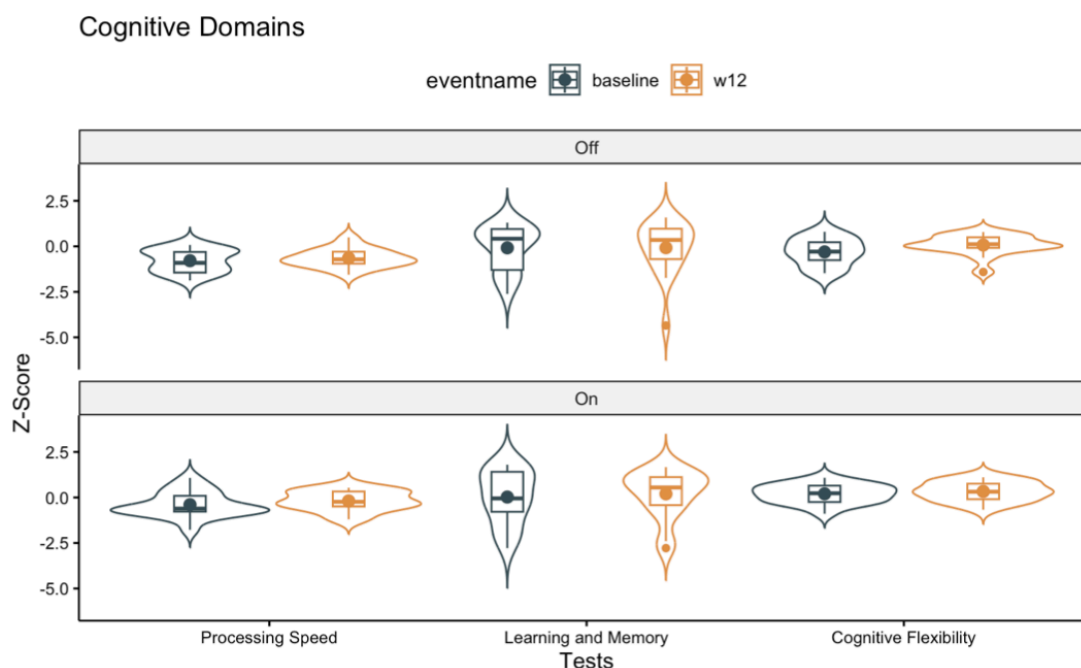 Cognitive Domains
eventname baseline w12
Off
2.5
0.0
-2.5
-5.0
On
2.5
0.0
-2.5
-5.0
Z-Score
Processing Speed Learning and Memory Cognitive Flexibility
Tests